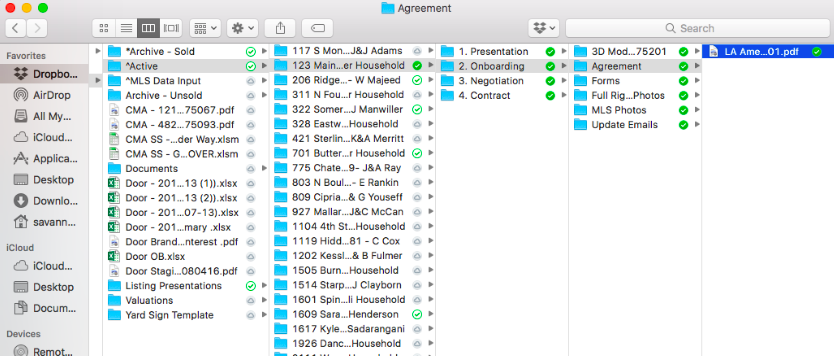 Agreement
Search
Favorites
Dropbo...
AirDrop
All My...
iCloud...
Applica...
Desktop
Downlo...
savann...
iCloud
iCloud...
Desktop
Docum...
Devices
Remot...
*Archive - Sold
^Active
^MLS Data Input
Archive - Unsold
CMA - 121...75067.pdf
CMA - 482...75093.pdf
CMA SS -...der Way.xlsm
CMA SS - G...OVER.xlsm
Documents
Door - 201...13 (1)).xlsx
Door - 201...13 (2)).xlsx
Door - 201...-07-13).xlsx
Door - 201...mary .xlsx
Door Brand...nterest .pdf
Door OB.xlsx
Door Stagi...080416.pdf
Listing Presentations
Valuations
Yard Sign Template
117 S Mon...J&J Adams
123 Main...er Household
206 Ridge...- W Majeed
311 N Four...r Household
322 Somer...J Manwiller
328 Eastw...Household
421 Sterlin...K&A Merritt
701 Butter...r Household
775 Chate...9- J&A Ray
803 N Boul...- E Rankin
809 Cipria...& G Youseff
927 Mallar...J&C McCan
1104 4th St...Household
1119 Hidd...81 - C Cox
1202 Kessl...& B Fulmer
1505 Burn...Household
1514 Starp...J Clayborn
1601 Spin...li Household
1609 Sara...Henderson
1617 Kyle...Sadarangani
1926 Danc...Household
1. Presentation
2. Onboarding
3. Negotiation
4. Contract
3D Mod...75201
Agreement
Forms
Full Rig...Photos
MLS Photos
Update Emails
LA Ame...01.pdf